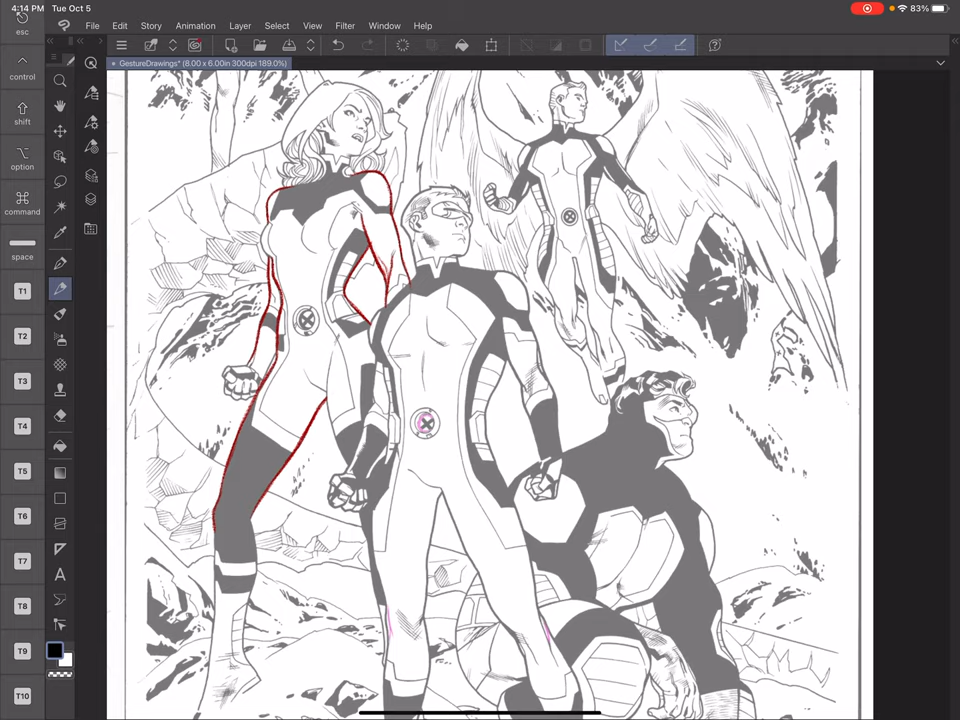 4:14 PM Tue Oct 5
83%
esc
File Edit Story Animation Layer Select View Filter Window Help
GestureDrawings* (8.00 x 6.00in 300dpi 189.0%)
control
shift
option
command
space
T1
T2
T3
T4
T5
T6
T7
T8
T9
T10